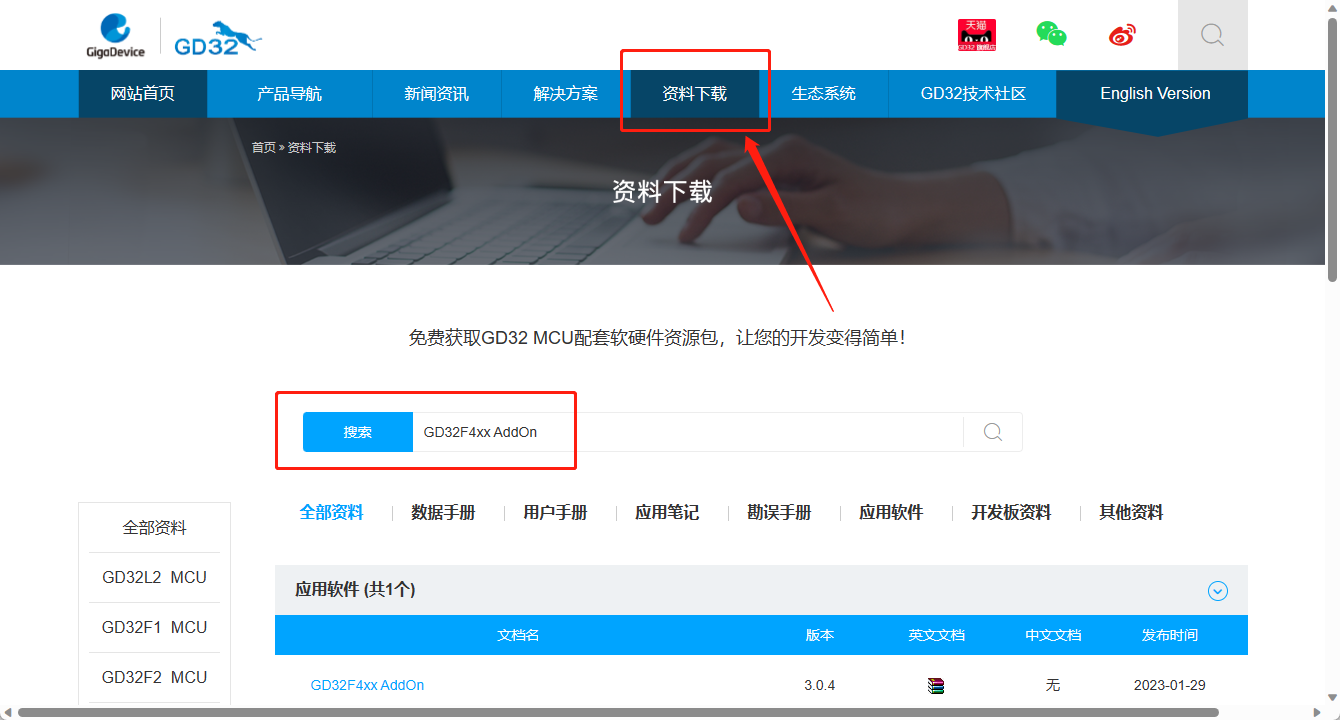 GigaDevice
GD32
天猫
GD32 旗舰店
网站首页
产品导航
新闻资讯
解决方案
资料下载
生态系统
GD32技术社区
English Version
首页 » 资料下载
资料下载
免费获取GD32 MCU配套软硬件资源包，让您的开发变得简单！
搜索
GD32F4xx AddOn
全部资料
数据手册
用户手册
应用笔记
勘误手册
应用软件
开发板资料
其他资料
全部资料
GD32L2 MCU
GD32F1 MCU
GD32F2 MCU
应用软件 (共1个)
文档名 版本 英文文档 中文文档 发布时间
GD32F4xx AddOn 3.0.4 无 2023-01-29